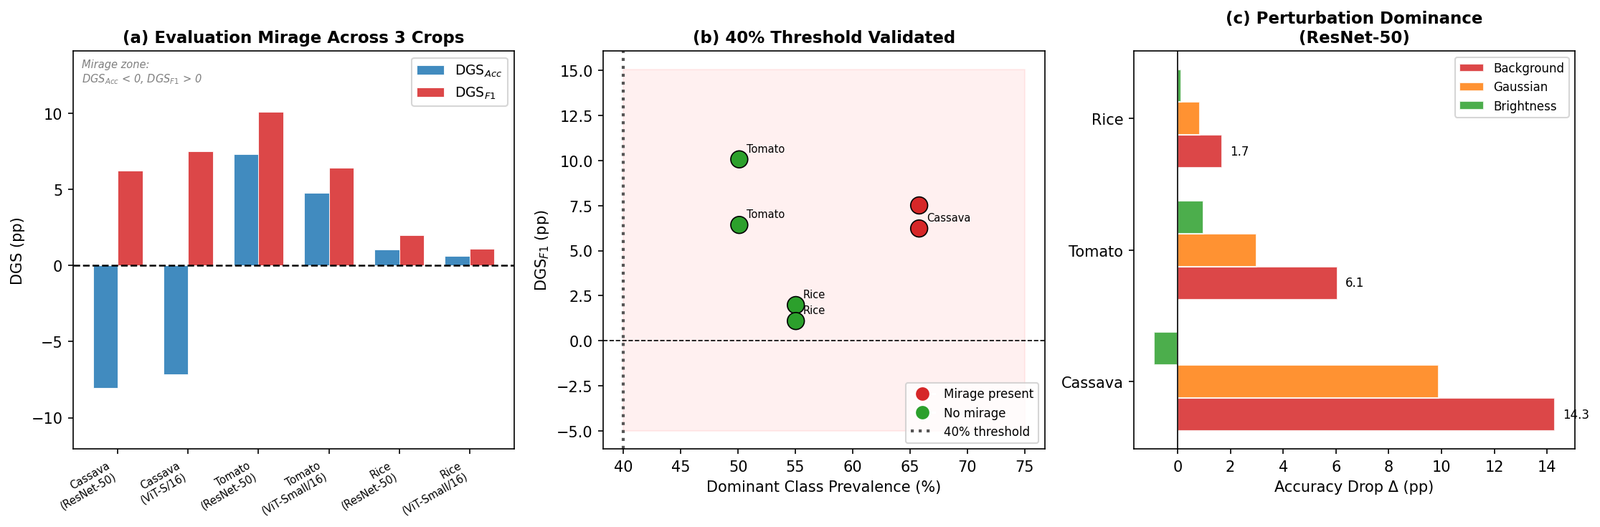 (a) Evaluation Mirage Across 3 Crops
Mirage zone:
DGS_Acc < 0, DGS_F1 > 0
DGS_Acc
DGS_F1
DGS (pp)
10
5
0
−5
−10
Cassava
(ResNet-50)
Cassava
(ViT-S/16)
Tomato
(ResNet-50)
Tomato
(ViT-Small/16)
Rice
(ResNet-50)
Rice
(ViT-Small/16)
(b) 40% Threshold Validated
DGS_F1 (pp)
15.0
12.5
10.0
7.5
5.0
2.5
0.0
−2.5
−5.0
Tomato
Tomato
Cassava
Rice
Rice
Mirage present
No mirage
40% threshold
40
45
50
55
60
65
70
75
Dominant Class Prevalence (%)
(c) Perturbation Dominance
(ResNet-50)
Background
Gaussian
Brightness
Rice
Tomato
Cassava
1.7
6.1
14.3
0
2
4
6
8
10
12
14
Accuracy Drop Δ (pp)